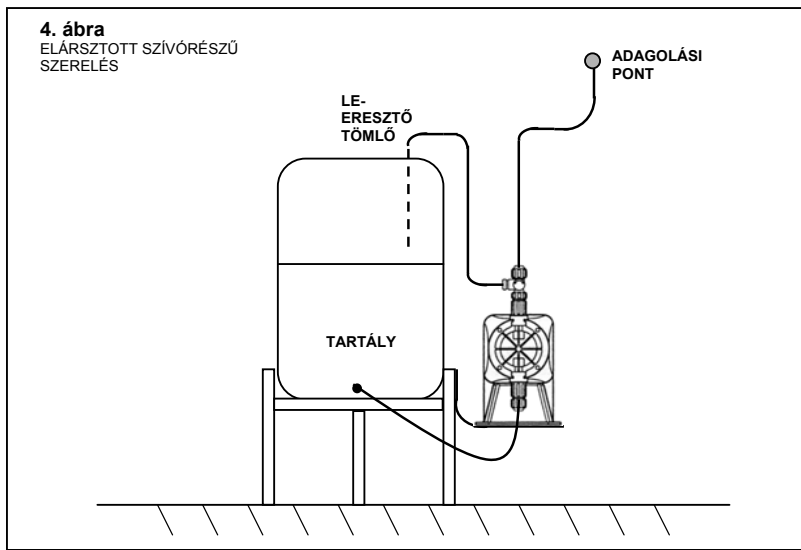 4. ábra
ELÁRSZTOTT SZÍVÓRÉSZŰ
SZERELÉS
ADAGOLÁSI
PONT
LE-
ERESZTŐ
TÖMLŐ
TARTÁLY